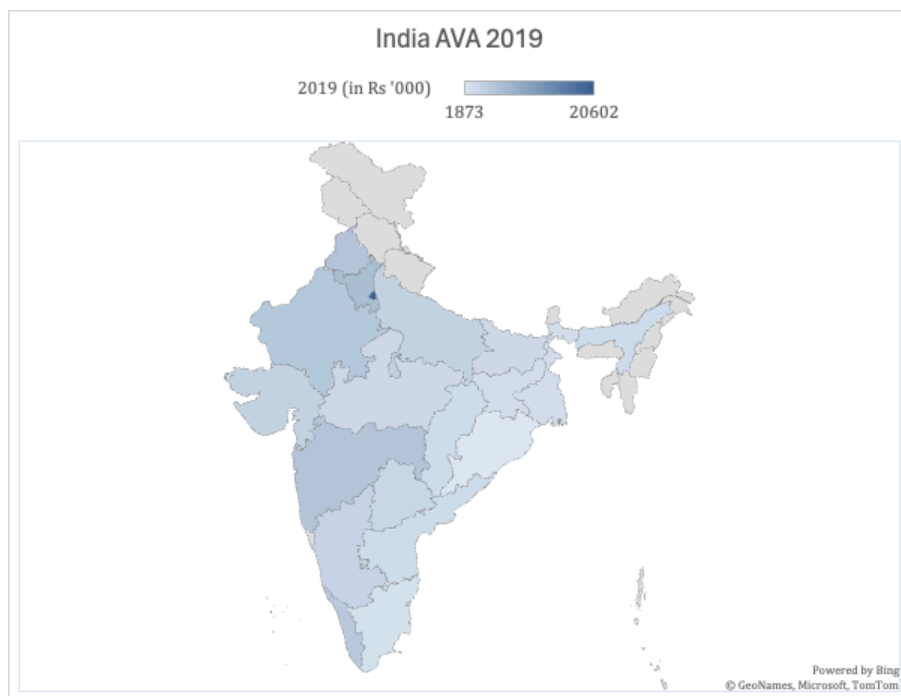 India AVA 2019
2019 (in Rs '000)
1873 20602
Powered by Bing
© GeoNames, Microsoft, TomTom